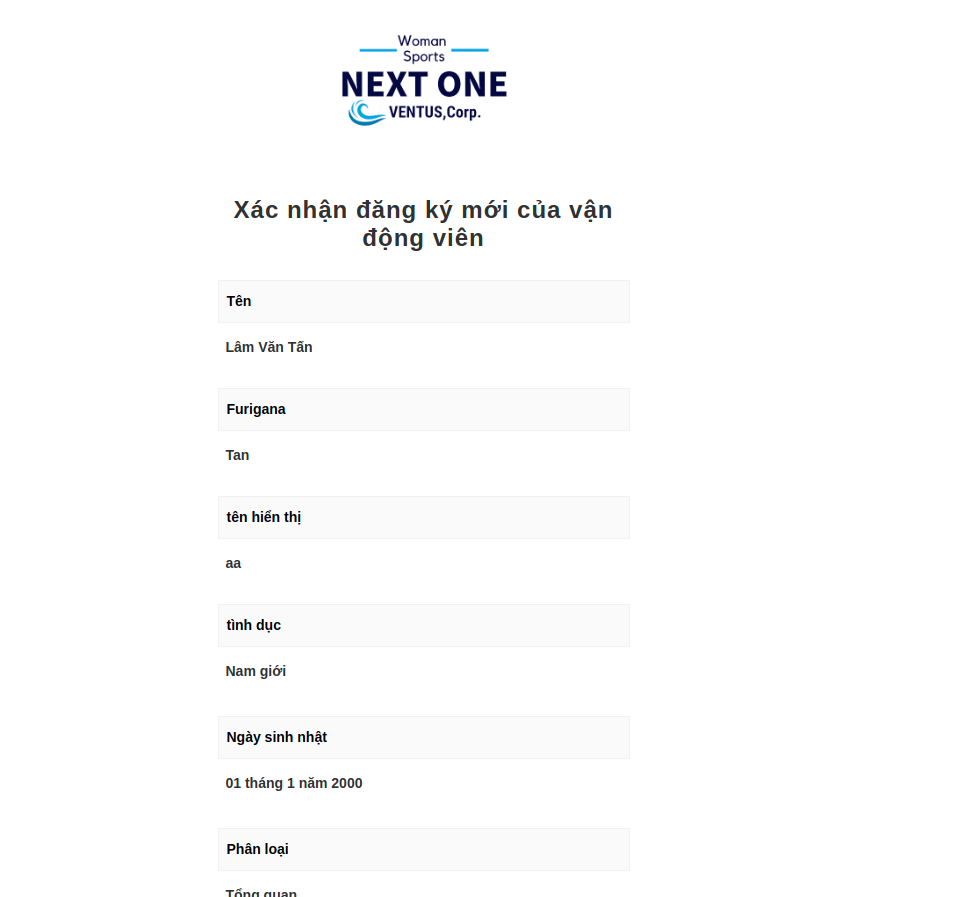 Woman
Sports
NEXT ONE
VENTUS,Corp.
Xác nhận đăng ký mới của vận
động viên
Tên
Lâm Văn Tấn
Furigana
Tan
tên hiển thị
aa
tình dục
Nam giới
Ngày sinh nhật
01 tháng 1 năm 2000
Phân loại
Tổng quan